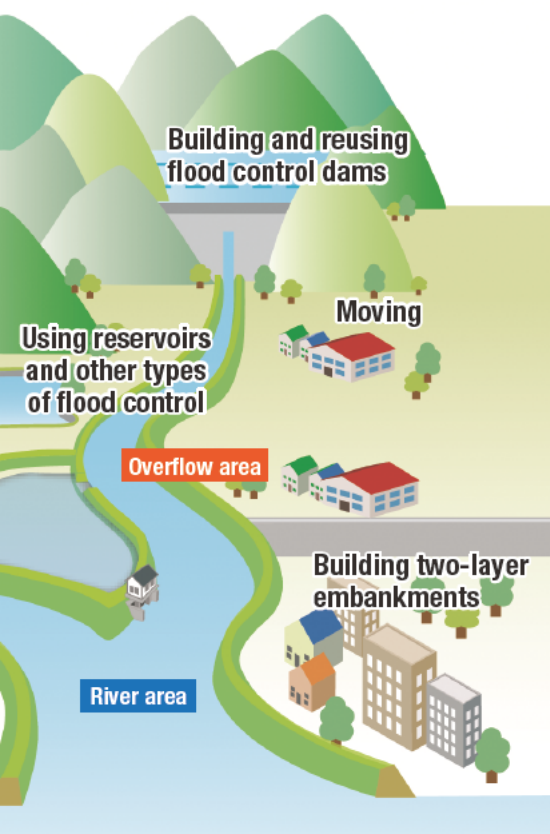 Building and reusing
flood control dams
Moving
Using reservoirs
and other types
of flood control
Overflow area
Building two-layer
embankments
River area